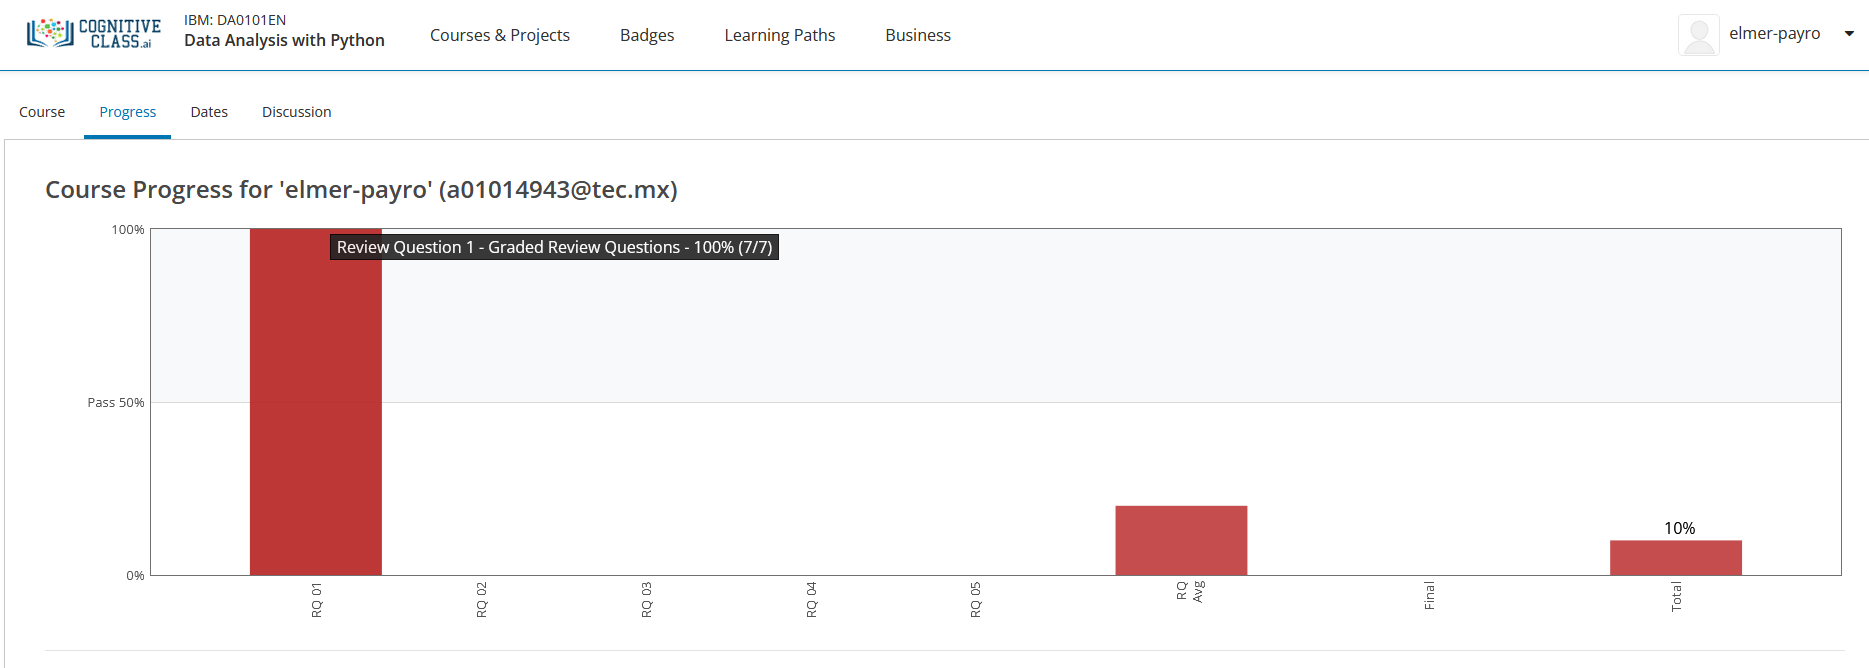 COGNITIVE
CLASS.ai
IBM: DA0101EN
Data Analysis with Python
Courses & Projects
Badges
Learning Paths
Business
elmer-payro
Course
Progress
Dates
Discussion
Course Progress for 'elmer-payro' (a01014943@tec.mx)
100%
Review Question 1 - Graded Review Questions - 100% (7/7)
Pass 50%
10%
0%
RQ 01
RQ 02
RQ 03
RQ 04
RQ 05
RQ
Avg
Final
Total